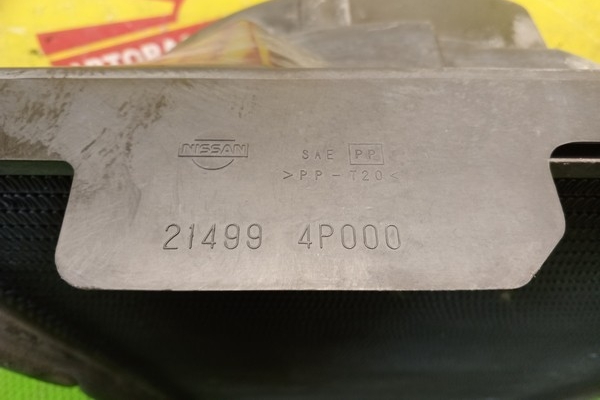 NISSAN
SAE PP
>PP-T20<
21499 4P000